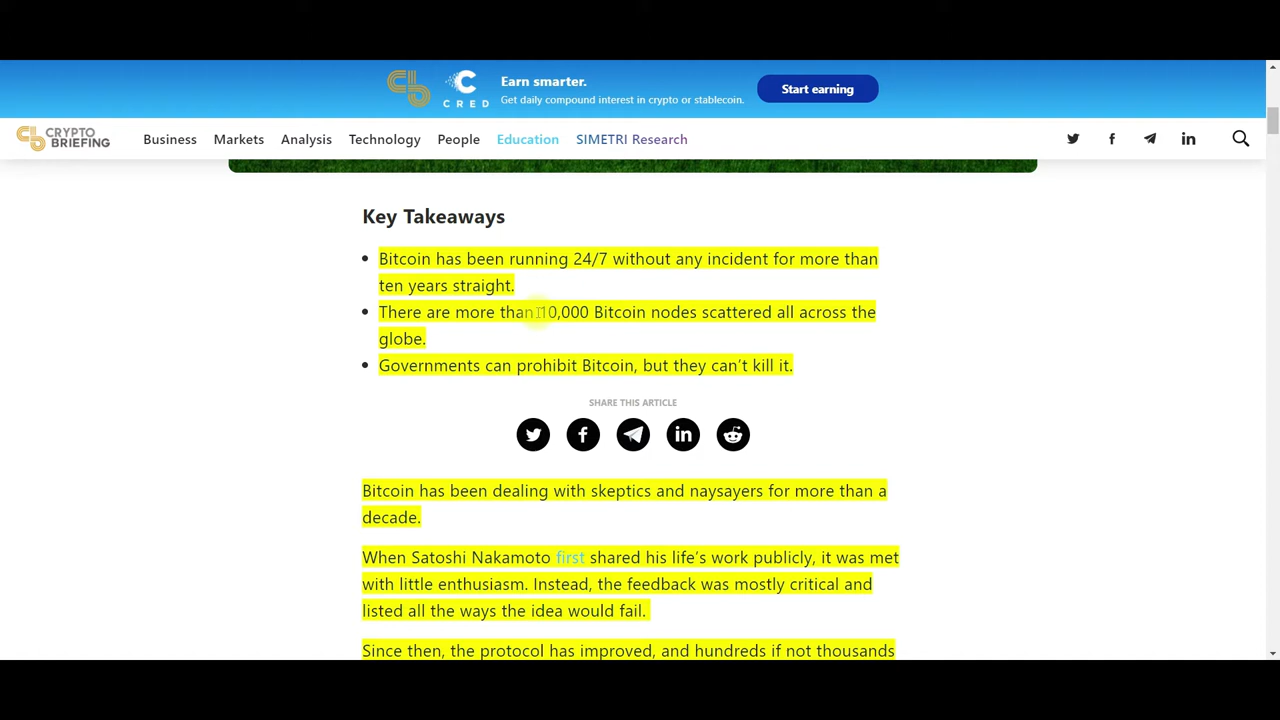 Earn smarter.
CRED
Get daily compound interest in crypto or stablecoin.
Start earning
CRYPTO
BRIEFING
Business Markets Analysis Technology People Education SIMETRI Research
Key Takeaways
Bitcoin has been running 24/7 without any incident for more than
ten years straight.
There are more than 10,000 Bitcoin nodes scattered all across the
globe.
Governments can prohibit Bitcoin, but they can’t kill it.
SHARE THIS ARTICLE
Bitcoin has been dealing with skeptics and naysayers for more than a
decade.
When Satoshi Nakamoto first shared his life’s work publicly, it was met
with little enthusiasm. Instead, the feedback was mostly critical and
listed all the ways the idea would fail.
Since then, the protocol has improved, and hundreds if not thousands